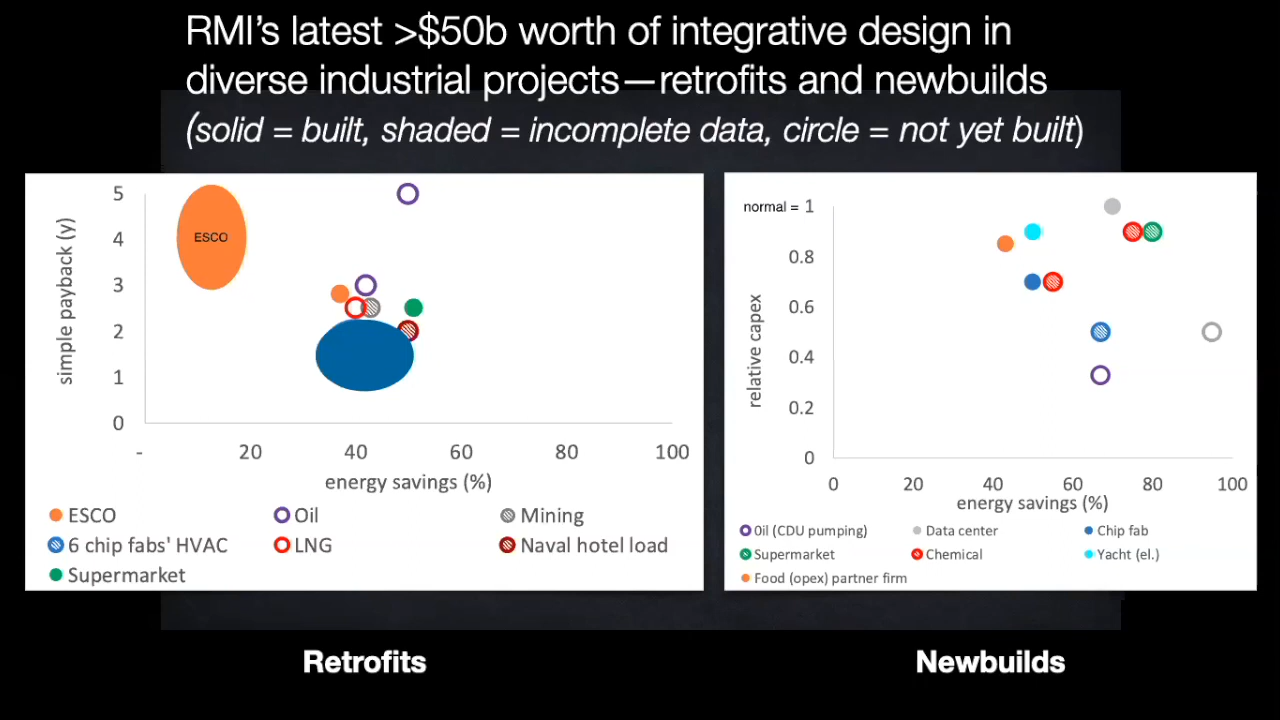 RMI’s latest >$50b worth of integrative design in
diverse industrial projects—retrofits and newbuilds
(solid = built, shaded = incomplete data, circle = not yet built)
simple payback (y)
5
4
3
2
1
0
ESCO
-
20
40
60
80
100
energy savings (%)
ESCO
Oil
Mining
6 chip fabs' HVAC
LNG
Naval hotel load
Supermarket
normal = 1
0.8
0.6
0.4
0.2
0
relative capex
0
20
40
60
80
100
energy savings (%)
Oil (CDU pumping)
Data center
Chip fab
Supermarket
Chemical
Yacht (el.)
Food (opex) partner firm
Retrofits
Newbuilds